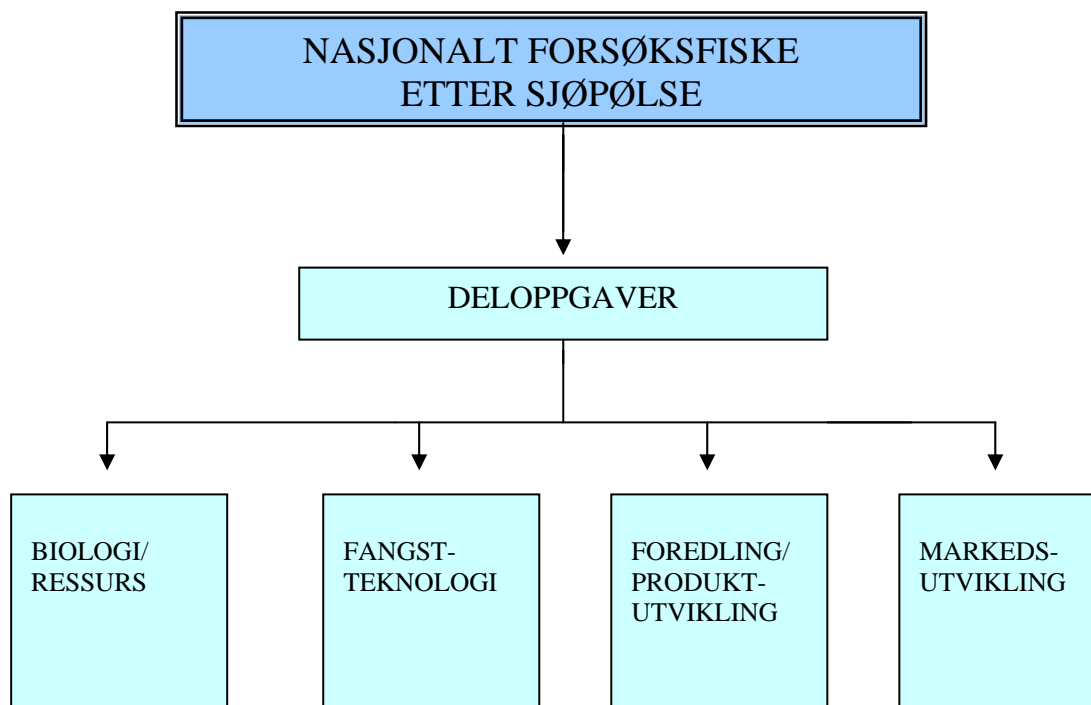 NASJONALT FORSØKSFISKE
ETTER SJØPØLSE
DELOPPGAVER
BIOLOGI/
RESSURS
FANGST-
TEKNOLOGI
FOREDLING/
PRODUKT-
UTVIKLING
MARKEDS-
UTVIKLING